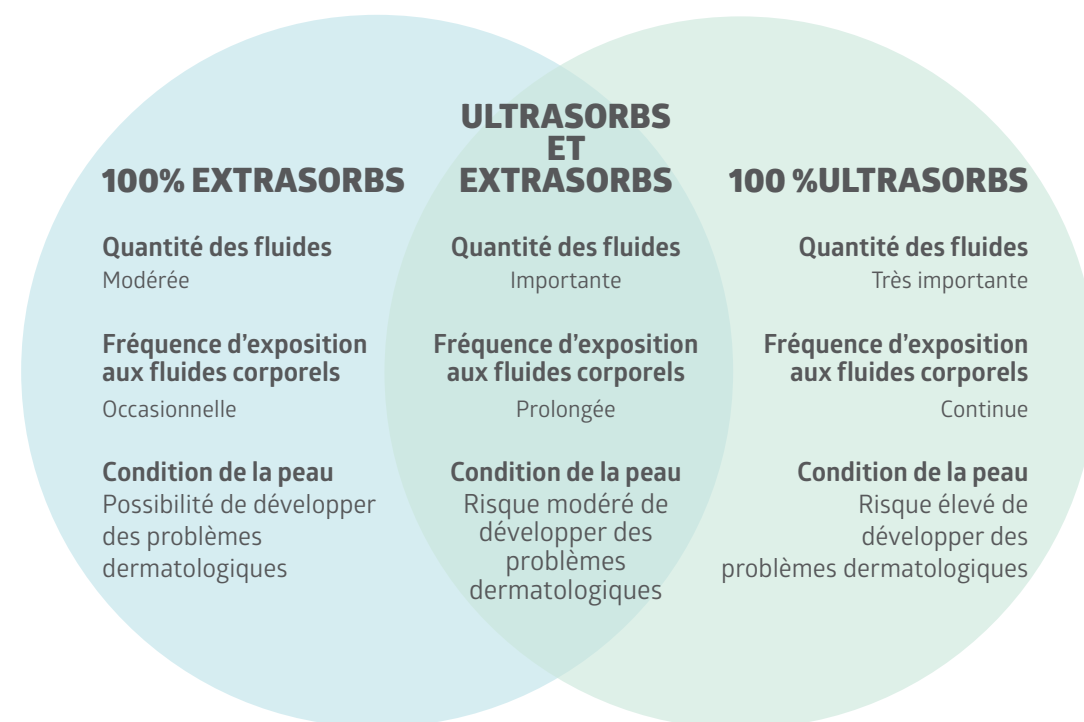 100% EXTRASORBS
Quantité des fluides
Modérée
Fréquence d’exposition
aux fluides corporels
Occasionnelle
Condition de la peau
Possibilité de développer
des problèmes
dermatologiques
ULTRASORBS
ET
EXTRASORBS
Quantité des fluides
Importante
Fréquence d’exposition
aux fluides corporels
Prolongée
Condition de la peau
Risque modéré de
développer des
problèmes
dermatologiques
100 %ULTRASORBS
Quantité des fluides
Très importante
Fréquence d’exposition
aux fluides corporels
Continue
Condition de la peau
Risque élevé de
développer des
problèmes dermatologiques